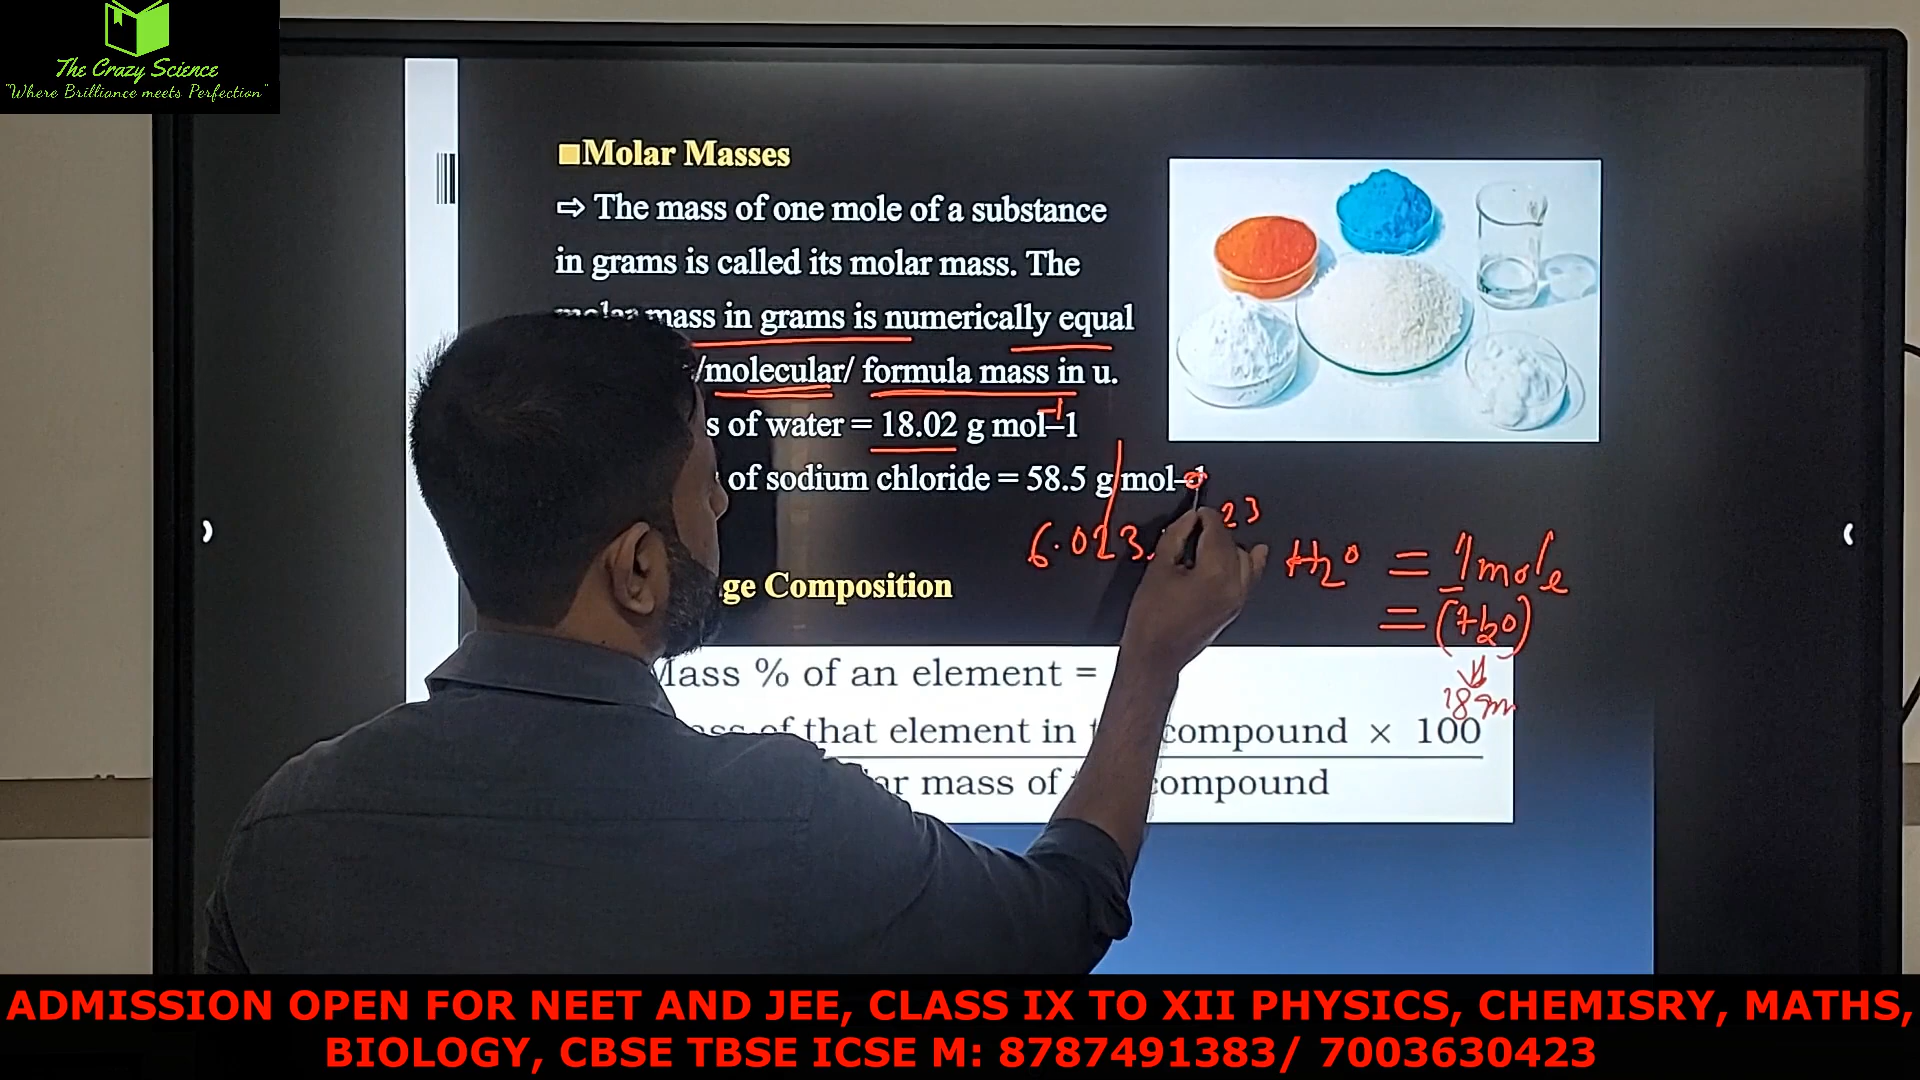 The Crazy Science
"Where Brilliance meets Perfection"
Molar Masses
⇨ The mass of one mole of a substance
in grams is called its molar mass. The
molar mass in grams is numerically equal
/molecular/ formula mass in u.
of water = 18.02 g mol–1
–1
of sodium chloride = 58.5 g mol–1
23
6.023
H2O = 1mole
= (H2O)
18gm
Composition
Mass % of an element =
of that element in compound × 100
mass of compound
ADMISSION OPEN FOR NEET AND JEE, CLASS IX TO XII PHYSICS, CHEMISRY, MATHS,
BIOLOGY, CBSE TBSE ICSE M: 8787491383/ 7003630423